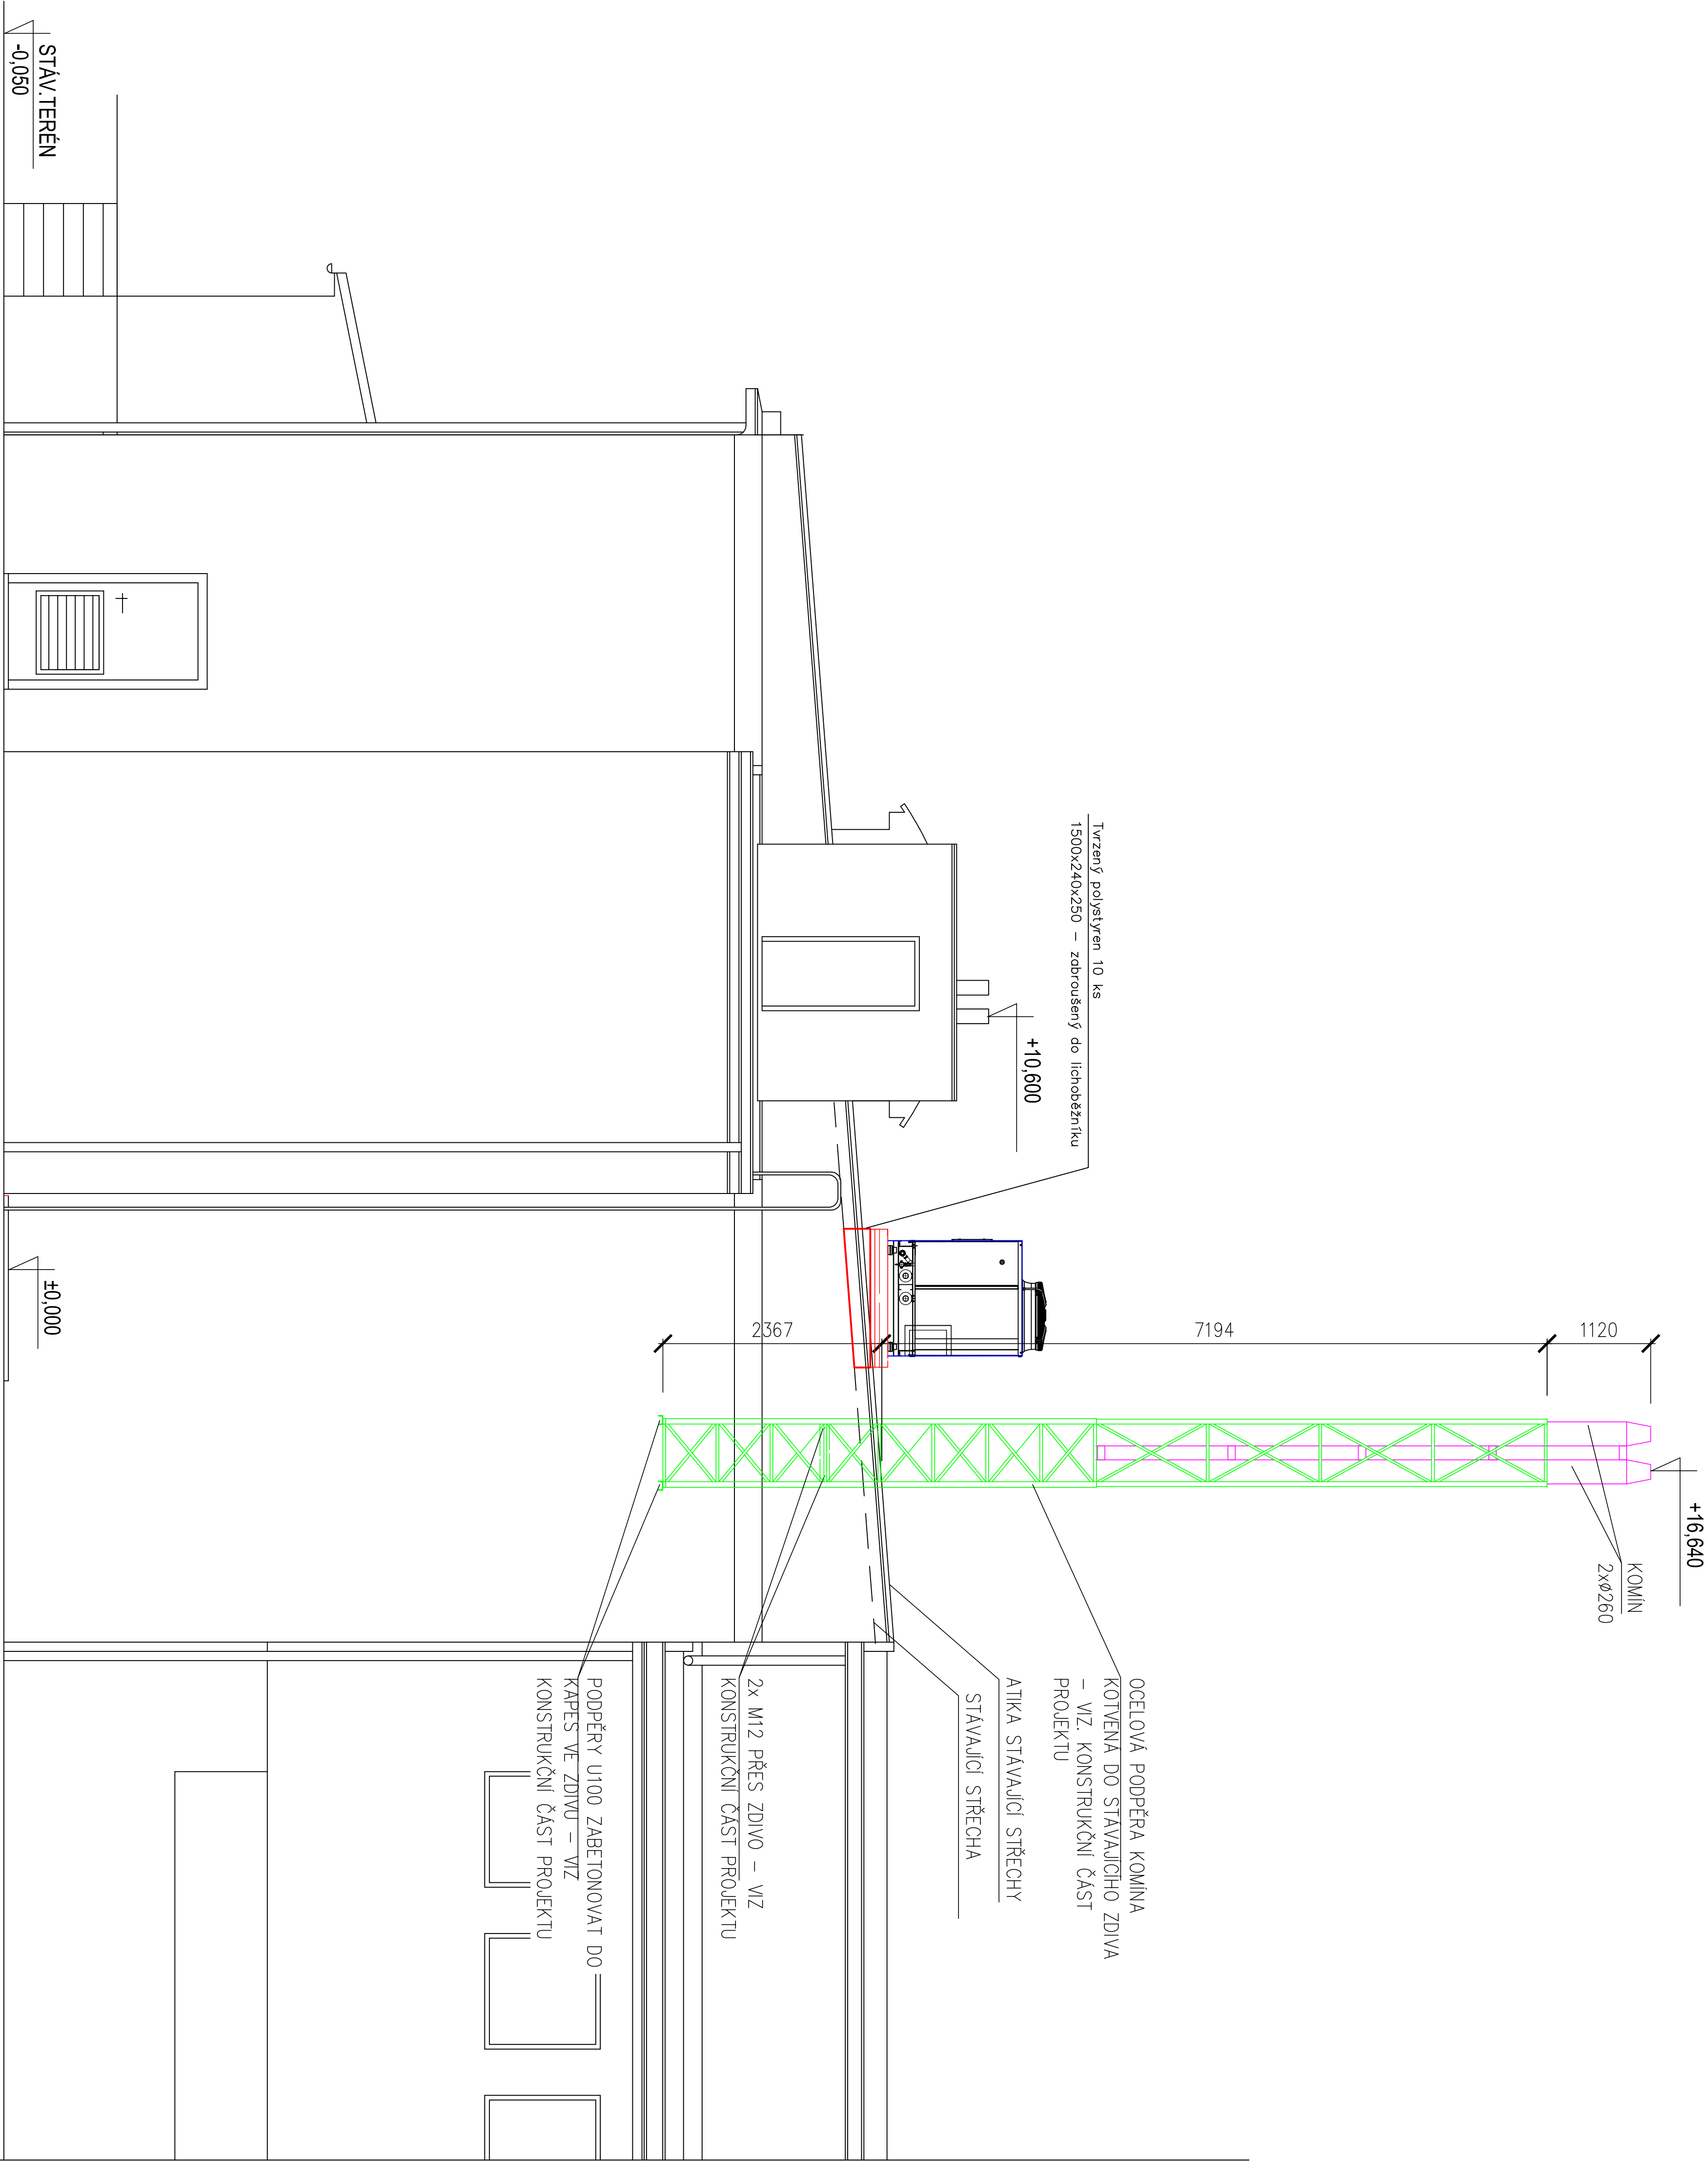 STÁV.TERÉN
-0,050
Tvrzený polystyren 10 ks
1500x240x250 – zabroušený do lichoběžníku
+10,600
±0,000
2367
7194
1120
+16,640
KOMÍN
2xø260
OCELOVÁ PODPĚRA KOMÍNA
KOTVENÁ DO STÁVAJÍCÍHO ZDIVA
– VIZ. KONSTRUKČNÍ ČÁST
PROJEKTU
ATIKA STÁVAJÍCÍ STŘECHY
STÁVAJÍCÍ STŘECHA
2x M12 PŘES ZDIVO – VIZ
KONSTRUKČNÍ ČÁST PROJEKTU
PODPĚRY U100 ZABETONOVAT DO
KAPES VE ZDIVU – VIZ
KONSTRUKČNÍ ČÁST PROJEKTU